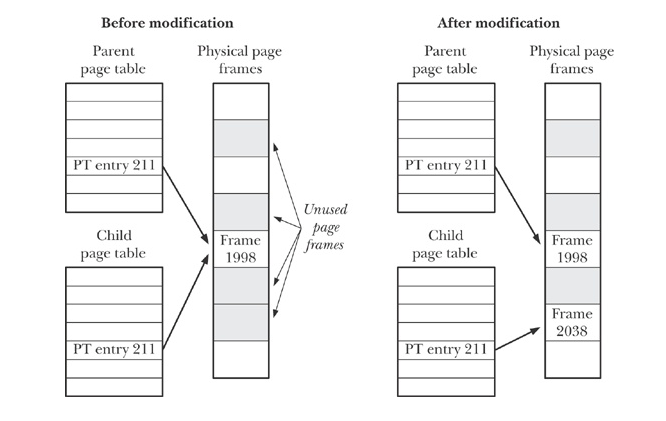 Before modification
Parent
page table
Physical page
frames
PT entry 211
Unused
page
frames
Child
page table
Frame
1998
PT entry 211
After modification
Parent
page table
Physical page
frames
PT entry 211
Child
page table
Frame
1998
Frame
2038
PT entry 211